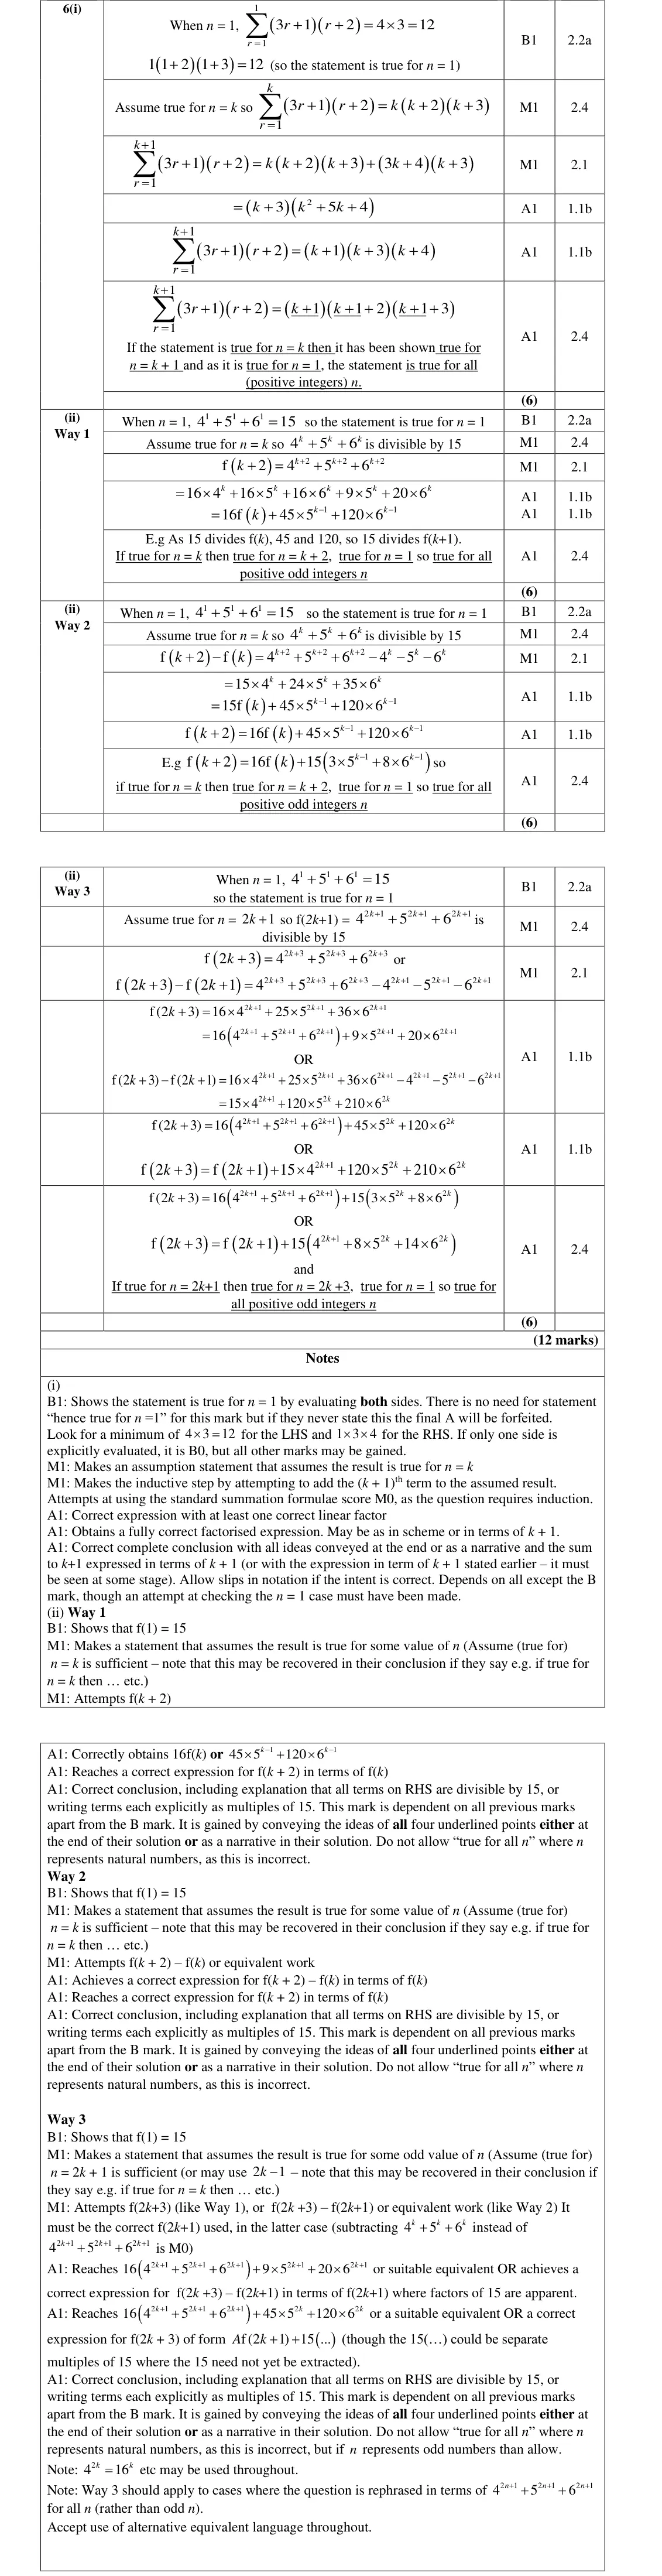 6(i)
When n = 1, \sum_{r=1}^{1}(3r+1)(r+2) = 4×3 = 12
1(1+2)(1+3) = 12 (so the statement is true for n = 1)
B1 2.2a
Assume true for n = k so \sum_{r=1}^{k}(3r+1)(r+2) = k(k+2)(k+3)
M1 2.4
\sum_{r=1}^{k+1}(3r+1)(r+2) = k(k+2)(k+3)+(3k+4)(k+3)
M1 2.1
= (k+3)(k² +5k+4)
A1 1.1b
\sum_{r=1}^{k+1}(3r+1)(r+2) = (k+1)(k+3)(k+4)
A1 1.1b
\sum_{r=1}^{k+1}(3r+1)(r+2) = (k+1)(k+1+2)(k+1+3)
If the statement is true for n = k then it has been shown true for
n = k + 1 and as it is true for n = 1, the statement is true for all
(positive integers) n.
A1 2.4
(6)
(ii)
Way 1
When n = 1, 4^1 + 5^1 + 6^1 = 15 so the statement is true for n = 1
B1 2.2a
Assume true for n = k so 4^k + 5^k + 6^k is divisible by 15
M1 2.4
f(k+2) = 4^{k+2} + 5^{k+2} + 6^{k+2}
M1 2.1
= 16×4^k +16×5^k +16×6^k +9×5^k +20×6^k
A1 1.1b
= 16f(k)+45×5^{k−1} +120×6^{k−1}
A1 1.1b
E.g As 15 divides f(k), 45 and 120, so 15 divides f(k+1).
If true for n = k then true for n = k + 2, true for n = 1 so true for all
positive odd integers n
A1 2.4
(6)
(ii)
Way 2
When n = 1, 4^1 + 5^1 + 6^1 = 15 so the statement is true for n = 1
B1 2.2a
Assume true for n = k so 4^k + 5^k + 6^k is divisible by 15
M1 2.4
f(k+2)−f(k) = 4^{k+2} + 5^{k+2} + 6^{k+2} − 4^k − 5^k − 6^k
M1 2.1
= 15×4^k + 24×5^k + 35×6^k
= 15f(k)+45×5^{k−1} +120×6^{k−1}
A1 1.1b
f(k+2) = 16f(k)+45×5^{k−1} +120×6^{k−1}
A1 1.1b
E.g f(k+2) = 16f(k)+15(3×5^{k−1} +8×6^{k−1}) so
if true for n = k then true for n = k + 2, true for n = 1 so true for all
positive odd integers n
A1 2.4
(6)
(ii)
Way 3
When n = 1, 4^1 + 5^1 + 6^1 = 15
so the statement is true for n = 1
B1 2.2a
Assume true for n = 2k+1 so f(2k+1) = 4^{2k+1} + 5^{2k+1} + 6^{2k+1} is
divisible by 15
M1 2.4
f(2k+3) = 4^{2k+3} + 5^{2k+3} + 6^{2k+3} or
f(2k+3)−f(2k+1) = 4^{2k+3} + 5^{2k+3} + 6^{2k+3} − 4^{2k+1} − 5^{2k+1} − 6^{2k+1}
M1 2.1
f(2k+3) = 16×4^{2k+1} + 25×5^{2k+1} + 36×6^{2k+1}
= 16(4^{2k+1} + 5^{2k+1} + 6^{2k+1})+9×5^{2k+1} + 20×6^{2k+1}
OR
f(2k+3)−f(2k+1) = 16×4^{2k+1} + 25×5^{2k+1} + 36×6^{2k+1} − 4^{2k+1} − 5^{2k+1} − 6^{2k+1}
= 15×4^{2k+1} +120×5^{2k} + 210×6^{2k}
A1 1.1b
f(2k+3) = 16(4^{2k+1} + 5^{2k+1} + 6^{2k+1})+45×5^{2k} +120×6^{2k}
OR
f(2k+3) = f(2k+1)+15×4^{2k+1} +120×5^{2k} + 210×6^{2k}
A1 1.1b
f(2k+3) = 16(4^{2k+1} + 5^{2k+1} + 6^{2k+1})+15(3×5^{2k} +8×6^{2k})
OR
f(2k+3) = f(2k+1)+15(4^{2k+1} +8×5^{2k} +14×6^{2k})
and
If true for n = 2k+1 then true for n = 2k +3, true for n = 1 so true for
all positive odd integers n
A1 2.4
(6)
(12 marks)
Notes
(i)
B1: Shows the statement is true for n = 1 by evaluating both sides. There is no need for statement
“hence true for n =1” for this mark but if they never state this the final A will be forfeited.
Look for a minimum of 4×3=12 for the LHS and 1×3×4 for the RHS. If only one side is
explicitly evaluated, it is B0, but all other marks may be gained.
M1: Makes an assumption statement that assumes the result is true for n = k
M1: Makes the inductive step by attempting to add the (k + 1)^{th} term to the assumed result.
Attempts at using the standard summation formulae score M0, as the question requires induction.
A1: Correct expression with at least one correct linear factor
A1: Obtains a fully correct factorised expression. May be as in scheme or in terms of k + 1.
A1: Correct complete conclusion with all ideas conveyed at the end or as a narrative and the sum
to k+1 expressed in terms of k + 1 (or with the expression in term of k + 1 stated earlier – it must
be seen at some stage). Allow slips in notation if the intent is correct. Depends on all except the B
mark, though an attempt at checking the n = 1 case must have been made.
(ii) Way 1
B1: Shows that f(1) = 15
M1: Makes a statement that assumes the result is true for some value of n (Assume (true for)
n = k is sufficient – note that this may be recovered in their conclusion if they say e.g. if true for
n = k then … etc.)
M1: Attempts f(k + 2)
A1: Correctly obtains 16f(k) or 45×5^{k−1} +120×6^{k−1}
A1: Reaches a correct expression for f(k + 2) in terms of f(k)
A1: Correct conclusion, including explanation that all terms on RHS are divisible by 15, or
writing terms each explicitly as multiples of 15. This mark is dependent on all previous marks
apart from the B mark. It is gained by conveying the ideas of all four underlined points either at
the end of their solution or as a narrative in their solution. Do not allow “true for all n” where n
represents natural numbers, as this is incorrect.
Way 2
B1: Shows that f(1) = 15
M1: Makes a statement that assumes the result is true for some value of n (Assume (true for)
n = k is sufficient – note that this may be recovered in their conclusion if they say e.g. if true for
n = k then … etc.)
M1: Attempts f(k + 2) – f(k) or equivalent work
A1: Achieves a correct expression for f(k + 2) – f(k) in terms of f(k)
A1: Reaches a correct expression for f(k + 2) in terms of f(k)
A1: Correct conclusion, including explanation that all terms on RHS are divisible by 15, or
writing terms each explicitly as multiples of 15. This mark is dependent on all previous marks
apart from the B mark. It is gained by conveying the ideas of all four underlined points either at
the end of their solution or as a narrative in their solution. Do not allow “true for all n” where n
represents natural numbers, as this is incorrect.
Way 3
B1: Shows that f(1) = 15
M1: Makes a statement that assumes the result is true for some odd value of n (Assume (true for)
n = 2k + 1 is sufficient (or may use 2k −1 – note that this may be recovered in their conclusion if
they say e.g. if true for n = k then … etc.)
M1: Attempts f(2k+3) (like Way 1), or f(2k +3) – f(2k+1) or equivalent work (like Way 2) It
must be the correct f(2k+1) used, in the latter case (subtracting 4^k + 5^k + 6^k instead of
4^{2k+1} + 5^{2k+1} + 6^{2k+1} is M0)
A1: Reaches 16(4^{2k+1} + 5^{2k+1} + 6^{2k+1})+9×5^{2k+1} + 20×6^{2k+1} or suitable equivalent OR achieves a
correct expression for f(2k +3) – f(2k+1) in terms of f(2k+1) where factors of 15 are apparent.
A1: Reaches 16(4^{2k+1} + 5^{2k+1} + 6^{2k+1})+45×5^{2k} +120×6^{2k} or a suitable equivalent OR a correct
expression for f(2k + 3) of form Af(2k+1)+15(...) (though the 15(…) could be separate
multiples of 15 where the 15 need not yet be extracted).
A1: Correct conclusion, including explanation that all terms on RHS are divisible by 15, or
writing terms each explicitly as multiples of 15. This mark is dependent on all previous marks
apart from the B mark. It is gained by conveying the ideas of all four underlined points either at
the end of their solution or as a narrative in their solution. Do not allow “true for all n” where n
represents natural numbers, as this is incorrect, but if n represents odd numbers than allow.
Note: 4^{2k} = 16^k etc may be used throughout.
Note: Way 3 should apply to cases where the question is rephrased in terms of 4^{2n+1} + 5^{2n+1} + 6^{2n+1}
for all n (rather than odd n).
Accept use of alternative equivalent language throughout.